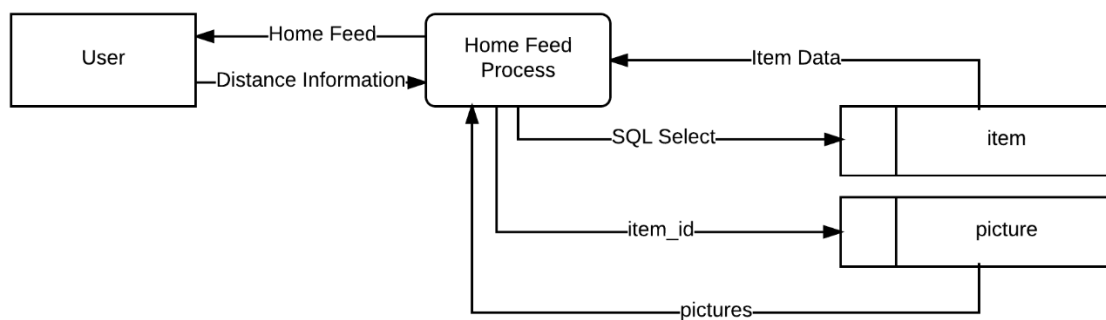 User
Home Feed
Distance Information
Home Feed
Process
Item Data
SQL Select
item
item_id
picture
pictures